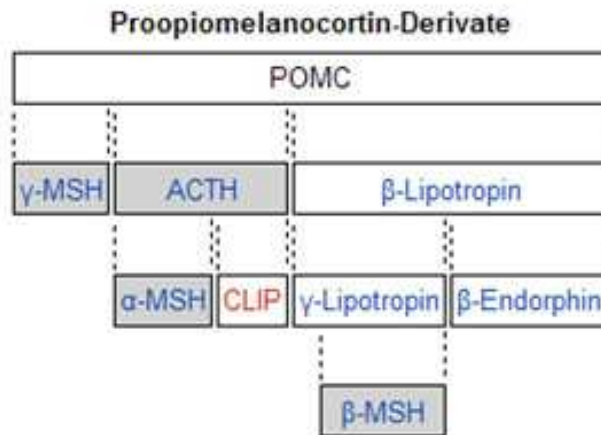 Proopiomelanocortin-Derivate
POMC
γ-MSH ACTH β-Lipotropin
α-MSH CLIP γ-Lipotropin β-Endorphin
β-MSH